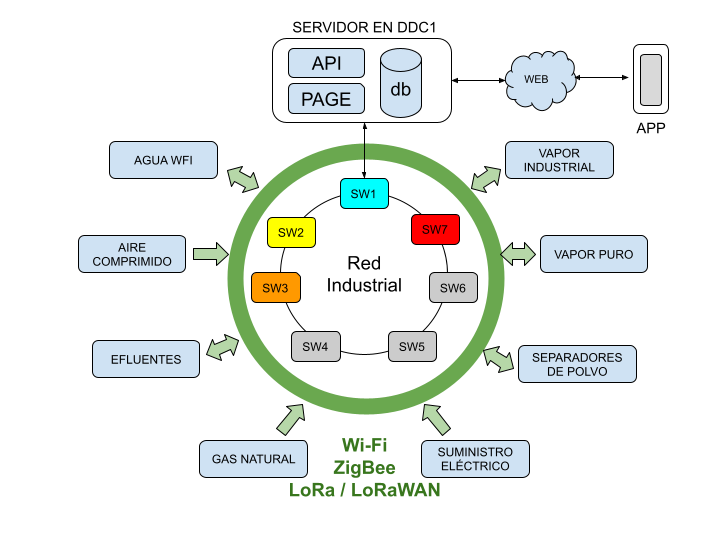 SERVIDOR EN DDC1
API
PAGE
db
WEB
APP
AGUA WFI
VAPOR
INDUSTRIAL
SW1
SW2
SW7
AIRE
COMPRIMIDO
Red
Industrial
VAPOR PURO
SW3
SW6
SW4
SW5
EFLUENTES
SEPARADORES
DE POLVO
GAS NATURAL
Wi-Fi
ZigBee
LoRa / LoRaWAN
SUMINISTRO
ELÉCTRICO